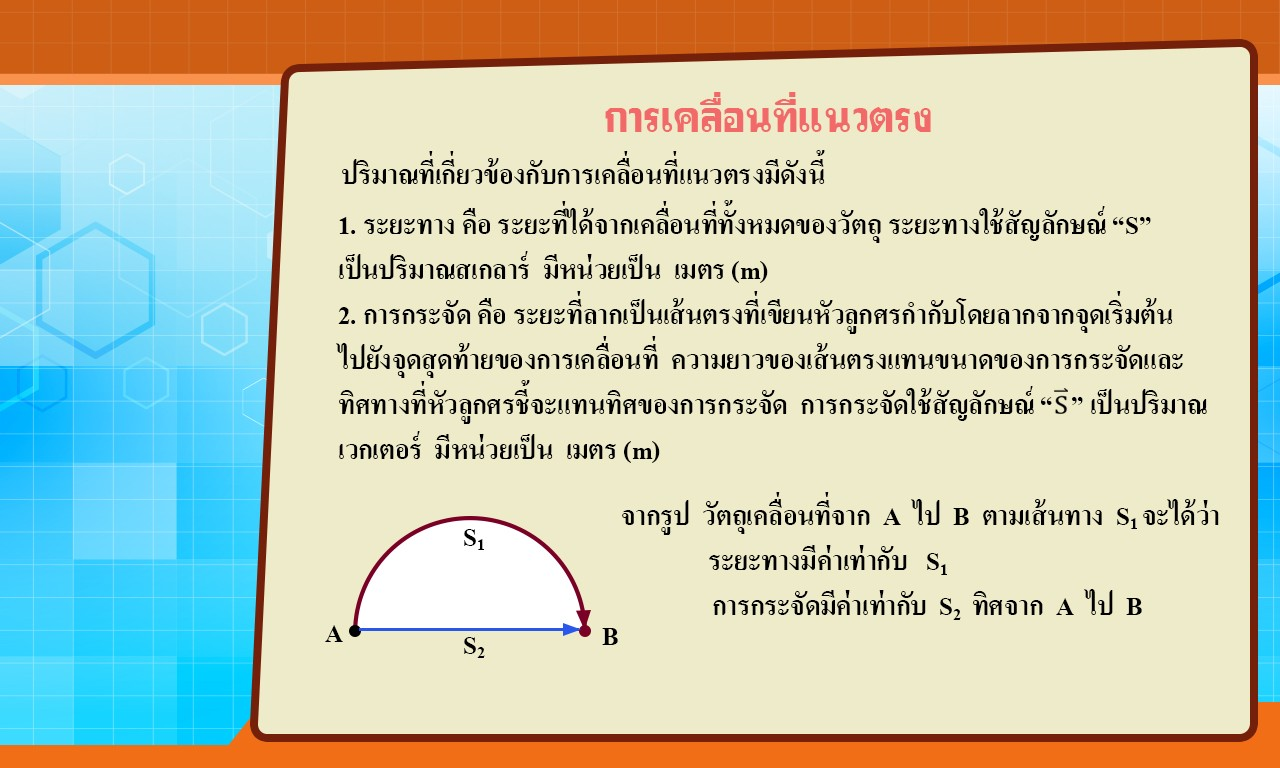 การเคลื่อนที่แนวตรง
ปริมาณที่เกี่ยวข้องกับการเคลื่อนที่แนวตรงมีดังนี้
1. ระยะทาง คือ ระยะที่ได้จากเคลื่อนที่ทั้งหมดของวัตถุ ระยะทางใช้สัญลักษณ์ “S”
เป็นปริมาณสเกลาร์ มีหน่วยเป็น เมตร (m)
2. การกระจัด คือ ระยะที่ลากเป็นเส้นตรงที่เขียนหัวลูกศรกำกับโดยลากจากจุดเริ่มต้น
ไปยังจุดสุดท้ายของการเคลื่อนที่ ความยาวของเส้นตรงแทนขนาดของการกระจัดและ
ทิศทางที่หัวลูกศรชี้จะแทนทิศของการกระจัด การกระจัดใช้สัญลักษณ์ “S⃑” เป็นปริมาณ
เวกเตอร์ มีหน่วยเป็น เมตร (m)
จากรูป วัตถุเคลื่อนที่จาก A ไป B ตามเส้นทาง S₁ จะได้ว่า
ระยะทางมีค่าเท่ากับ S₁
การกระจัดมีค่าเท่ากับ S₂ ทิศจาก A ไป B
S₁
A
B
S₂